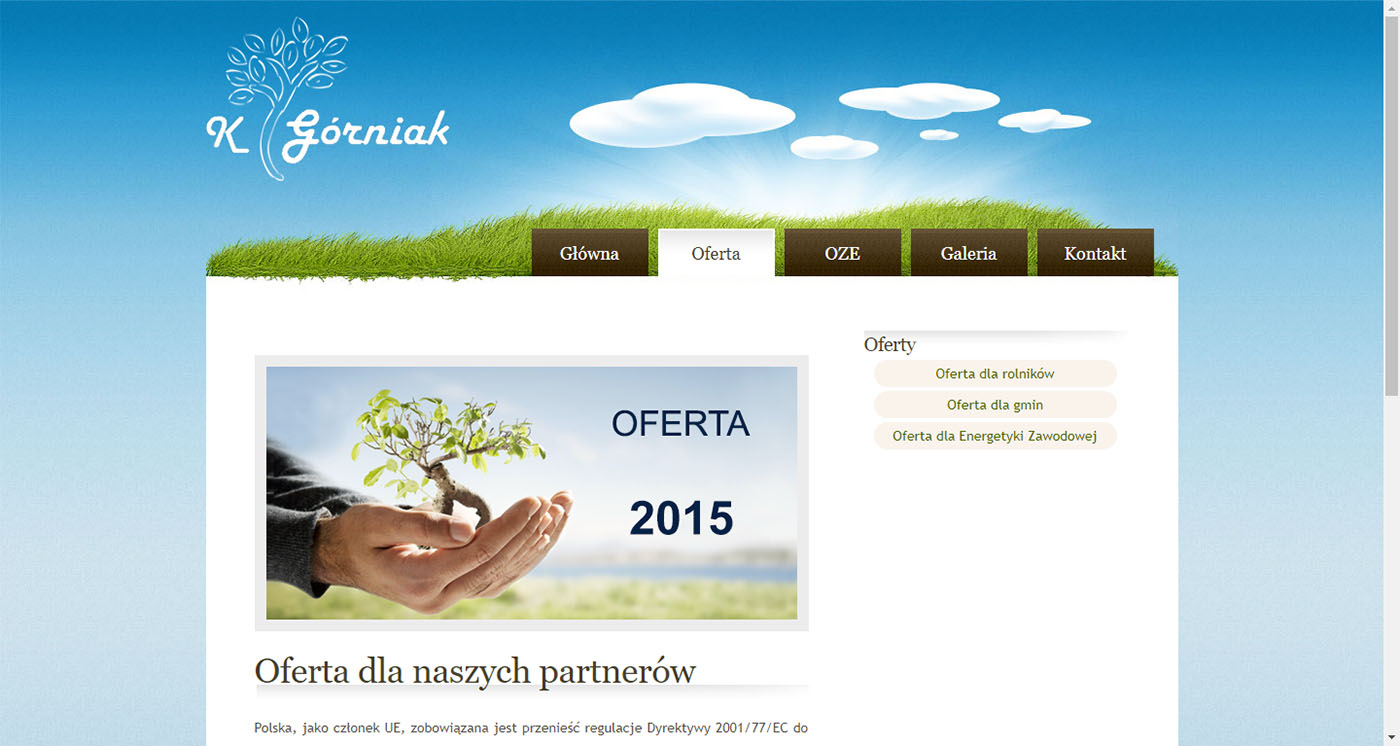 K Górniak
Główna
Oferta
OZE
Galeria
Kontakt
OFERTA
2015
Oferty
Oferta dla rolników
Oferta dla gmin
Oferta dla Energetyki Zawodowej
Oferta dla naszych partnerów
Polska, jako członek UE, zobowiązana jest przenieść regulacje Dyrektywy 2001/77/EC do